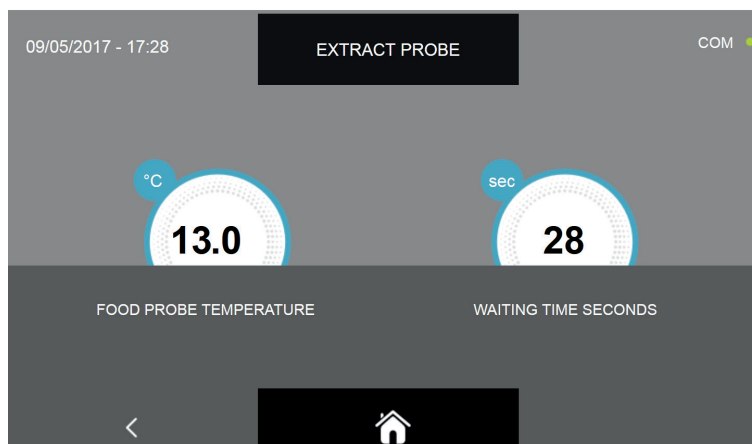 09/05/2017 - 17:28
EXTRACT PROBE
COM
°C
sec
13.0
28
FOOD PROBE TEMPERATURE
WAITING TIME SECONDS